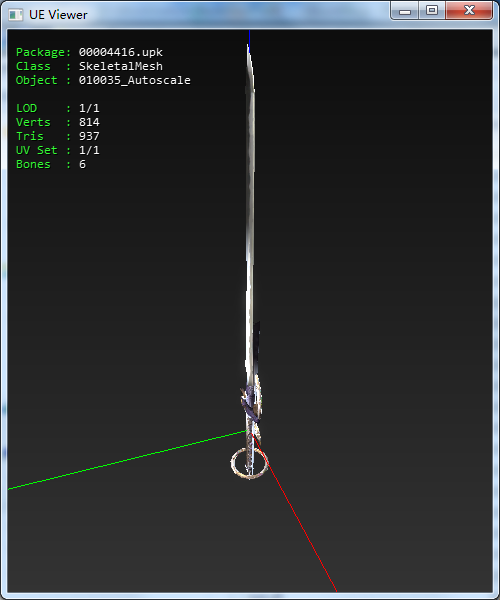 UE Viewer
Package: 00004416.upk
Class  : SkeletalMesh
Object : 010035_Autoscale
LOD    : 1/1
Verts  : 814
Tris   : 937
UV Set : 1/1
Bones  : 6